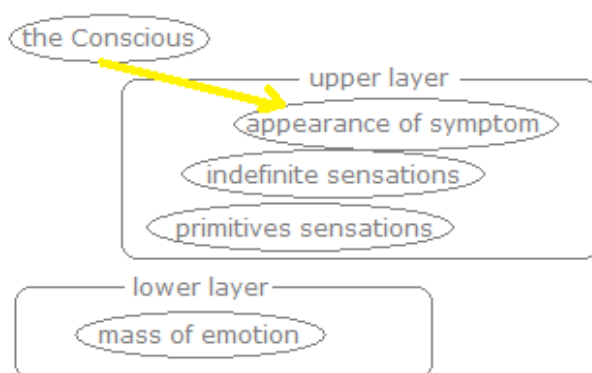 the Conscious
upper layer
appearance of symptom
indefinite sensations
primitives sensations
lower layer
mass of emotion